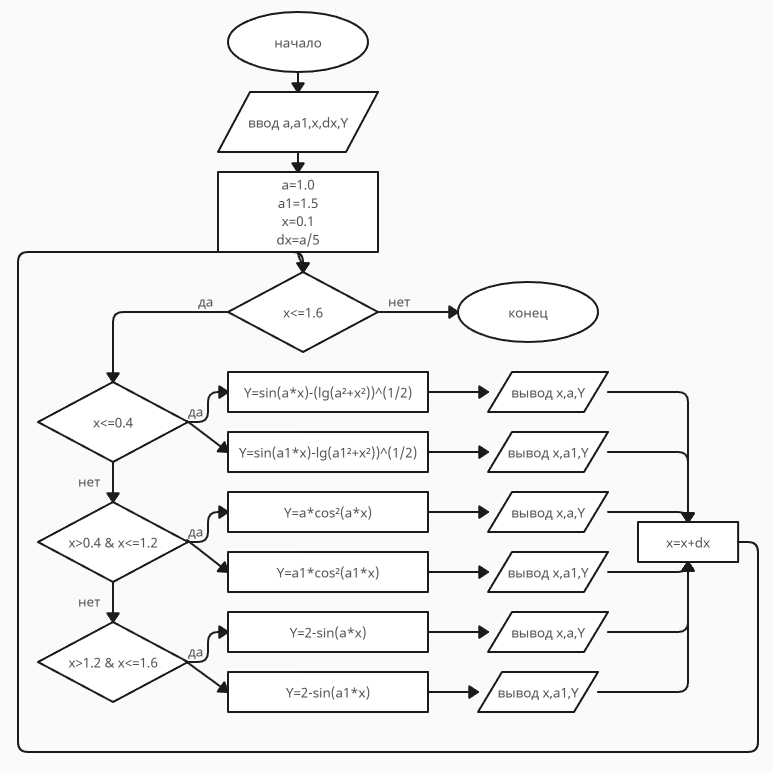 начало
ввод a,a1,x,dx,Y
a=1.0
a1=1.5
x=0.1
dx=a/5
x<=1.6
да
нет
конец
x<=0.4
да
нет
Y=sin(a*x)-(lg(a²+x²))^(1/2)
вывод x,a,Y
Y=sin(a1*x)-lg(a1²+x²))^(1/2)
вывод x,a1,Y
x>0.4 & x<=1.2
да
нет
Y=a*cos²(a*x)
вывод x,a,Y
Y=a1*cos²(a1*x)
вывод x,a1,Y
x=x+dx
x>1.2 & x<=1.6
да
Y=2-sin(a*x)
вывод x,a,Y
Y=2-sin(a1*x)
вывод x,a1,Y